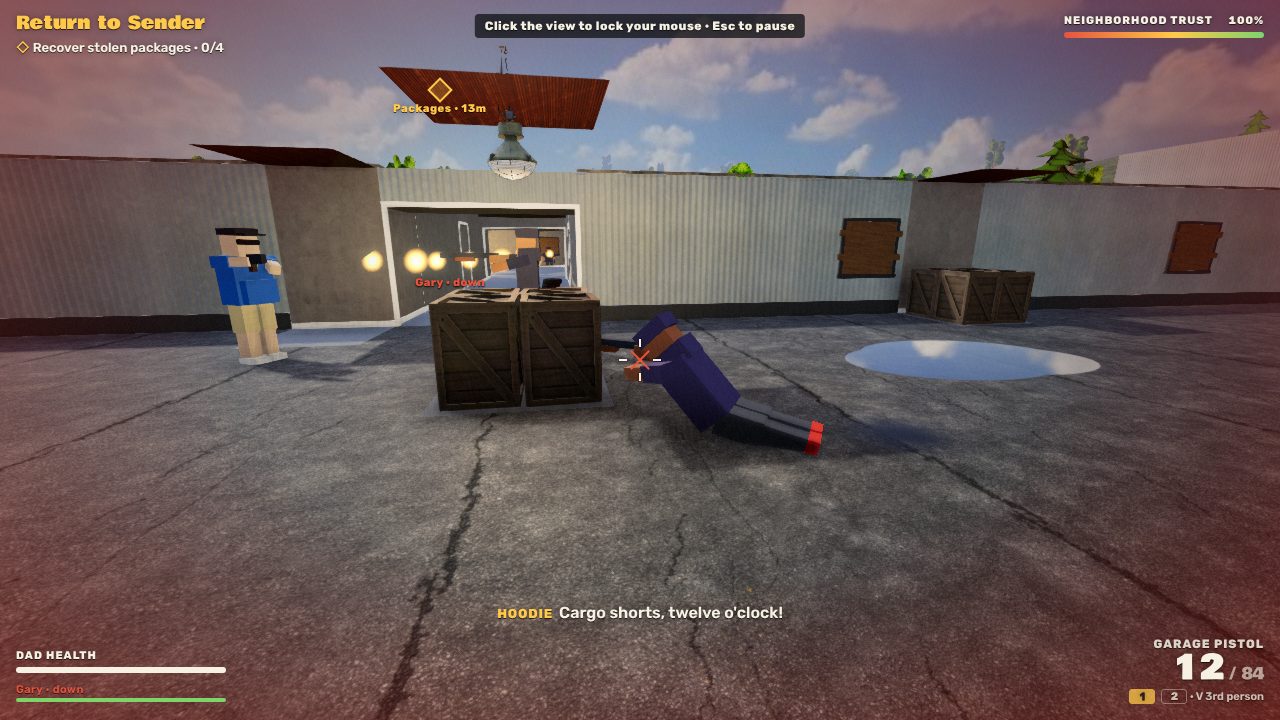 Return to Sender
Recover stolen packages · 0/4
Click the view to lock your mouse · Esc to pause
NEIGHBORHOOD TRUST 100%
Packages · 13m
Gary · down
HOODIE Cargo shorts, twelve o'clock!
DAD HEALTH
Gary · down
GARAGE PISTOL
12 / 84
1 2 · V 3rd person